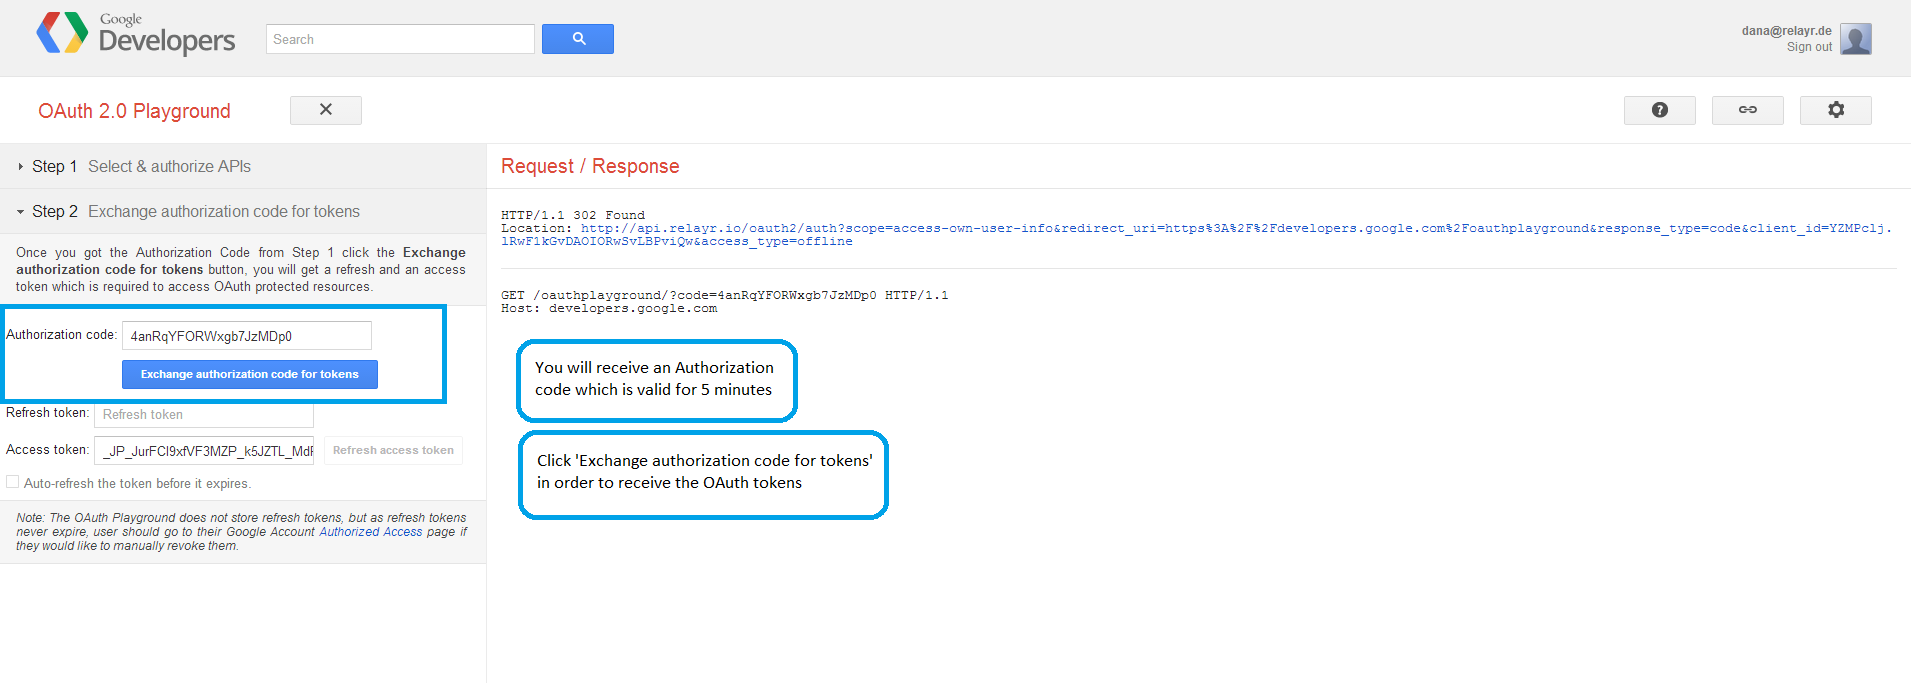 Google
Developers
Search
dana@relayr.de
Sign out
OAuth 2.0 Playground
Step 1 Select & authorize APIs
Step 2 Exchange authorization code for tokens
Once you got the Authorization Code from Step 1 click the Exchange
authorization code for tokens button, you will get a refresh and an access
token which is required to access OAuth protected resources.
Authorization code: 4anRqYFORWxgb7JzMDp0
Exchange authorization code for tokens
Refresh token: Refresh token
Access token: _JP_JurFCl9xfVF3MZP_k5JZTL_Md Refresh access token
Auto-refresh the token before it expires.
Note: The OAuth Playground does not store refresh tokens, but as refresh tokens
never expire, user should go to their Google Account Authorized Access page if
they would like to manually revoke them.
Request / Response
HTTP/1.1 302 Found
Location: http://api.relayr.io/oauth2/auth?scope=access-own-user-info&redirect_uri=https%3A%2F%2Fdevelopers.google.com%2Foauthplayground&response_type=code&client_id=YZMPclj.
lRwF1kGvDAOIORwSvLBPviQw&access_type=offline
GET /oauthplayground/?code=4anRqYFORWxgb7JzMDp0 HTTP/1.1
Host: developers.google.com
You will receive an Authorization
code which is valid for 5 minutes
Click 'Exchange authorization code for tokens'
in order to receive the OAuth tokens